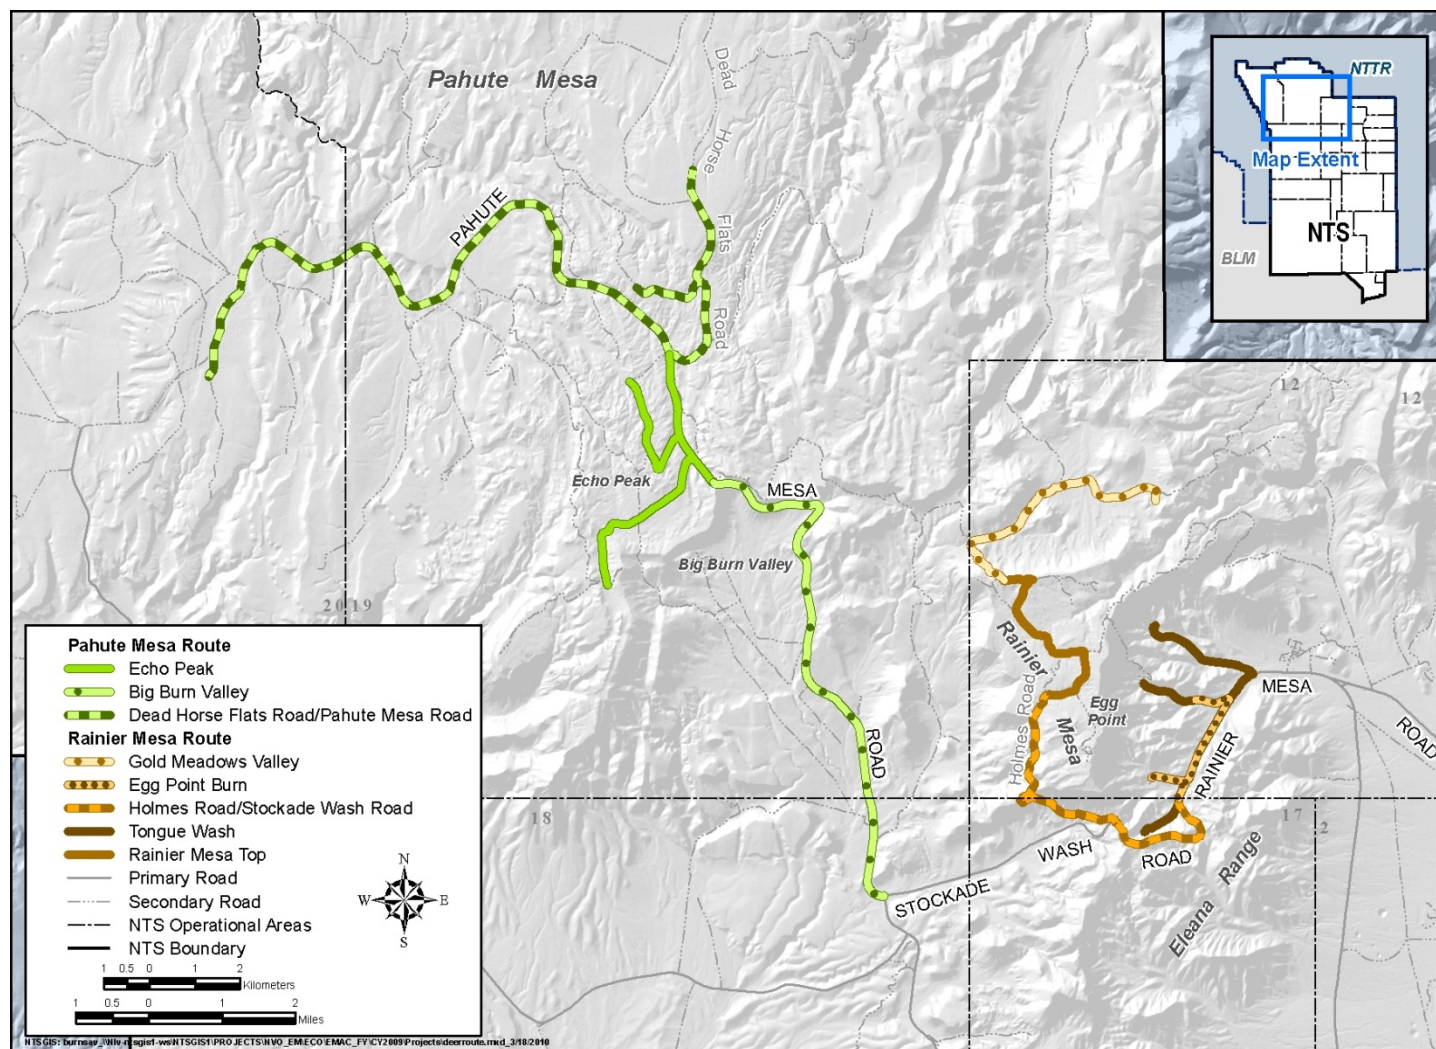 Pahute Mesa
Dead
Horse
Flats
Road
PAHUTE
MESA
ROAD
Echo Peak
Big Burn Valley
20 19
18
12
12
17
2
Rainier
Mesa
Holmes Road
Egg
Point
MESA
ROAD
RAINIER
STOCKADE
WASH
ROAD
Eleana Range
NTTR
Map Extent
NTS
BLM
Pahute Mesa Route
Echo Peak
Big Burn Valley
Dead Horse Flats Road/Pahute Mesa Road
Rainier Mesa Route
Gold Meadows Valley
Egg Point Burn
Holmes Road/Stockade Wash Road
Tongue Wash
Rainier Mesa Top
Primary Road
Secondary Road
NTS Operational Areas
NTS Boundary
N
W E
S
1 0.5 0 1 2
Kilometers
1 0.5 0 1 2
Miles